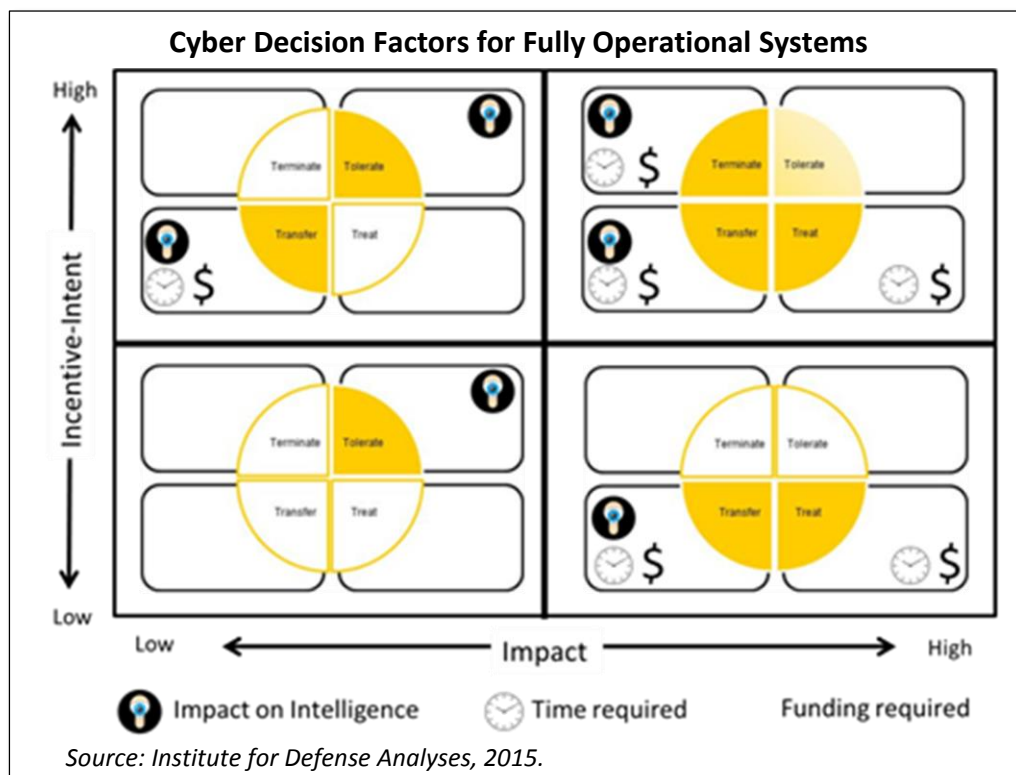 Cyber Decision Factors for Fully Operational Systems
High
Incentive-Intent
Low
Terminate Tolerate
Transfer Treat
$
Terminate Tolerate
$
Transfer Treat
$ $
Terminate Tolerate
Transfer Treat
Terminate Tolerate
Transfer Treat
$ $
Low Impact High
Impact on Intelligence Time required Funding required
Source: Institute for Defense Analyses, 2015.